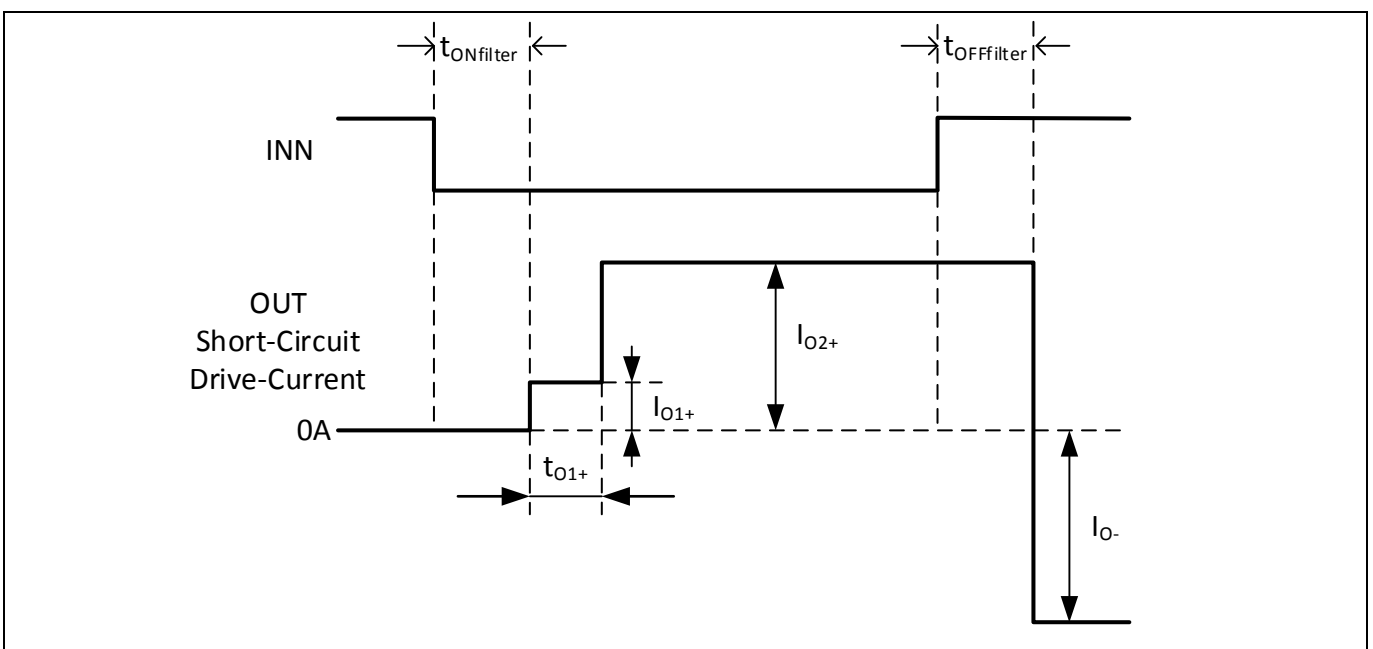 tONfilter
tOFFfilter
INN
OUT
Short-Circuit
Drive-Current
0A
IO2+
IO1+
tO1+
IO-